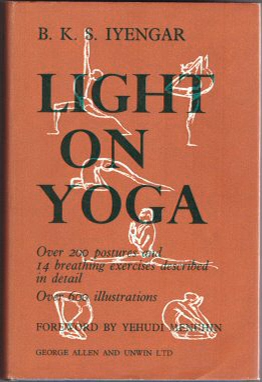 B. K. S. IYENGAR
LIGHT
ON
YOGA
Over 200 postures and
14 breathing exercises described
in detail
Over 600 illustrations
FOREWORD BY YEHUDI MENUHIN
GEORGE ALLEN AND UNWIN LTD